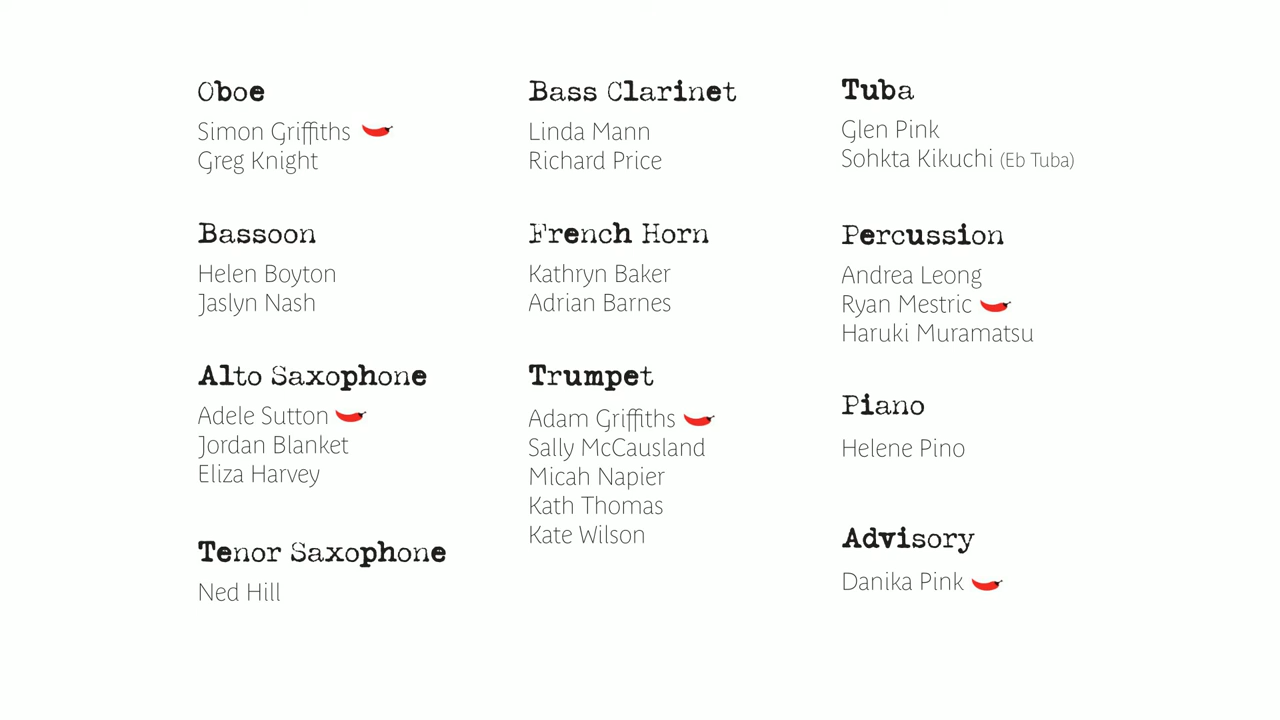 Oboe
Simon Griffiths
Greg Knight
Bassoon
Helen Boyton
Jaslyn Nash
Alto Saxophone
Adele Sutton
Jordan Blanket
Eliza Harvey
Tenor Saxophone
Ned Hill
Bass Clarinet
Linda Mann
Richard Price
French Horn
Kathryn Baker
Adrian Barnes
Trumpet
Adam Griffiths
Sally McCausland
Micah Napier
Kath Thomas
Kate Wilson
Tuba
Glen Pink
Sohkta Kikuchi (Eb Tuba)
Percussion
Andrea Leong
Ryan Mestric
Haruki Muramatsu
Piano
Helene Pino
Advisory
Danika Pink